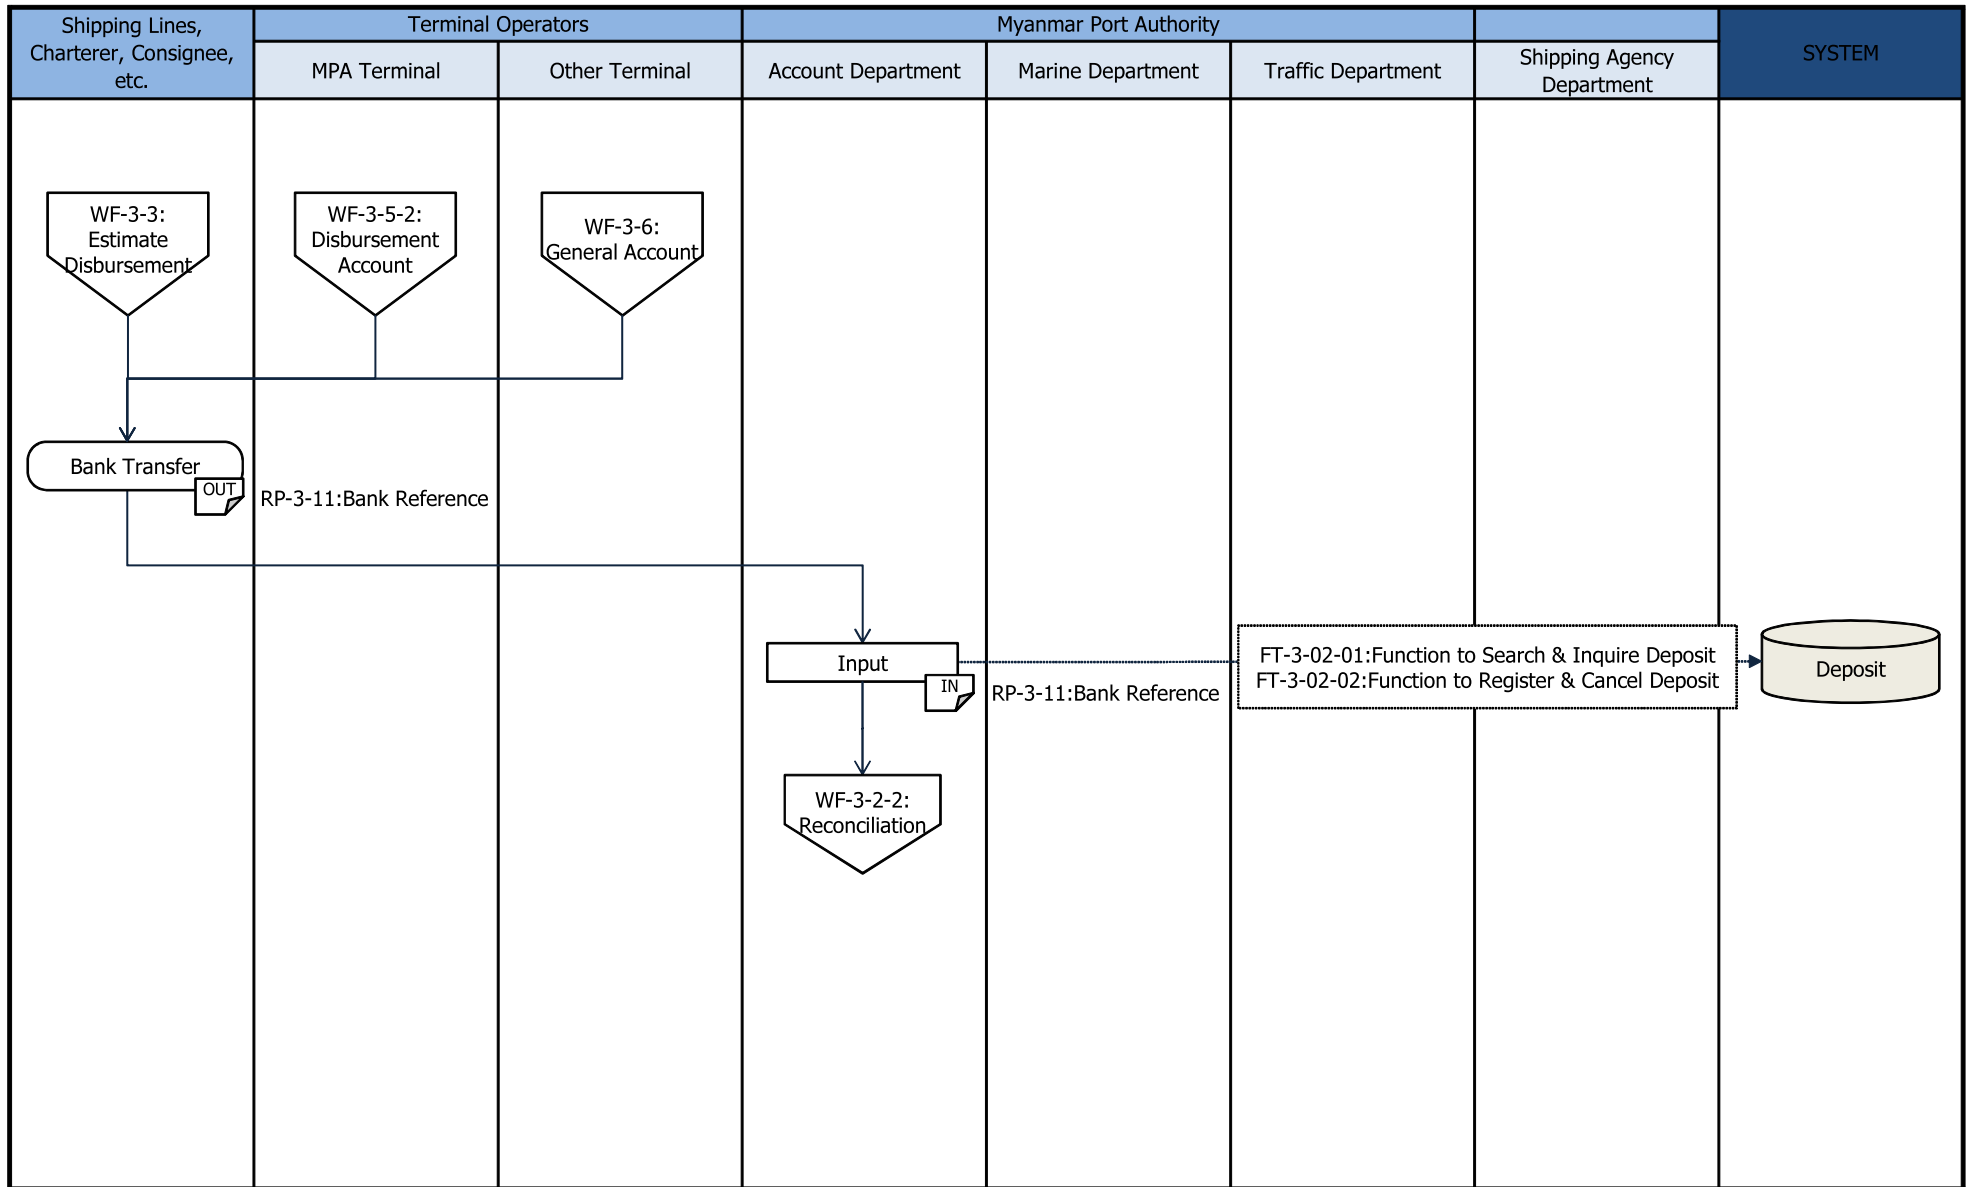 Shipping Lines,
Charterer, Consignee,
etc.
Terminal Operators
Myanmar Port Authority
SYSTEM
MPA Terminal
Other Terminal
Account Department
Marine Department
Traffic Department
Shipping Agency
Department
WF-3-3:
Estimate
Disbursement
WF-3-5-2:
Disbursement
Account
WF-3-6:
General Account
Bank Transfer
OUT
RP-3-11:Bank Reference
Input
IN
RP-3-11:Bank Reference
FT-3-02-01:Function to Search & Inquire Deposit
FT-3-02-02:Function to Register & Cancel Deposit
Deposit
WF-3-2-2:
Reconciliation